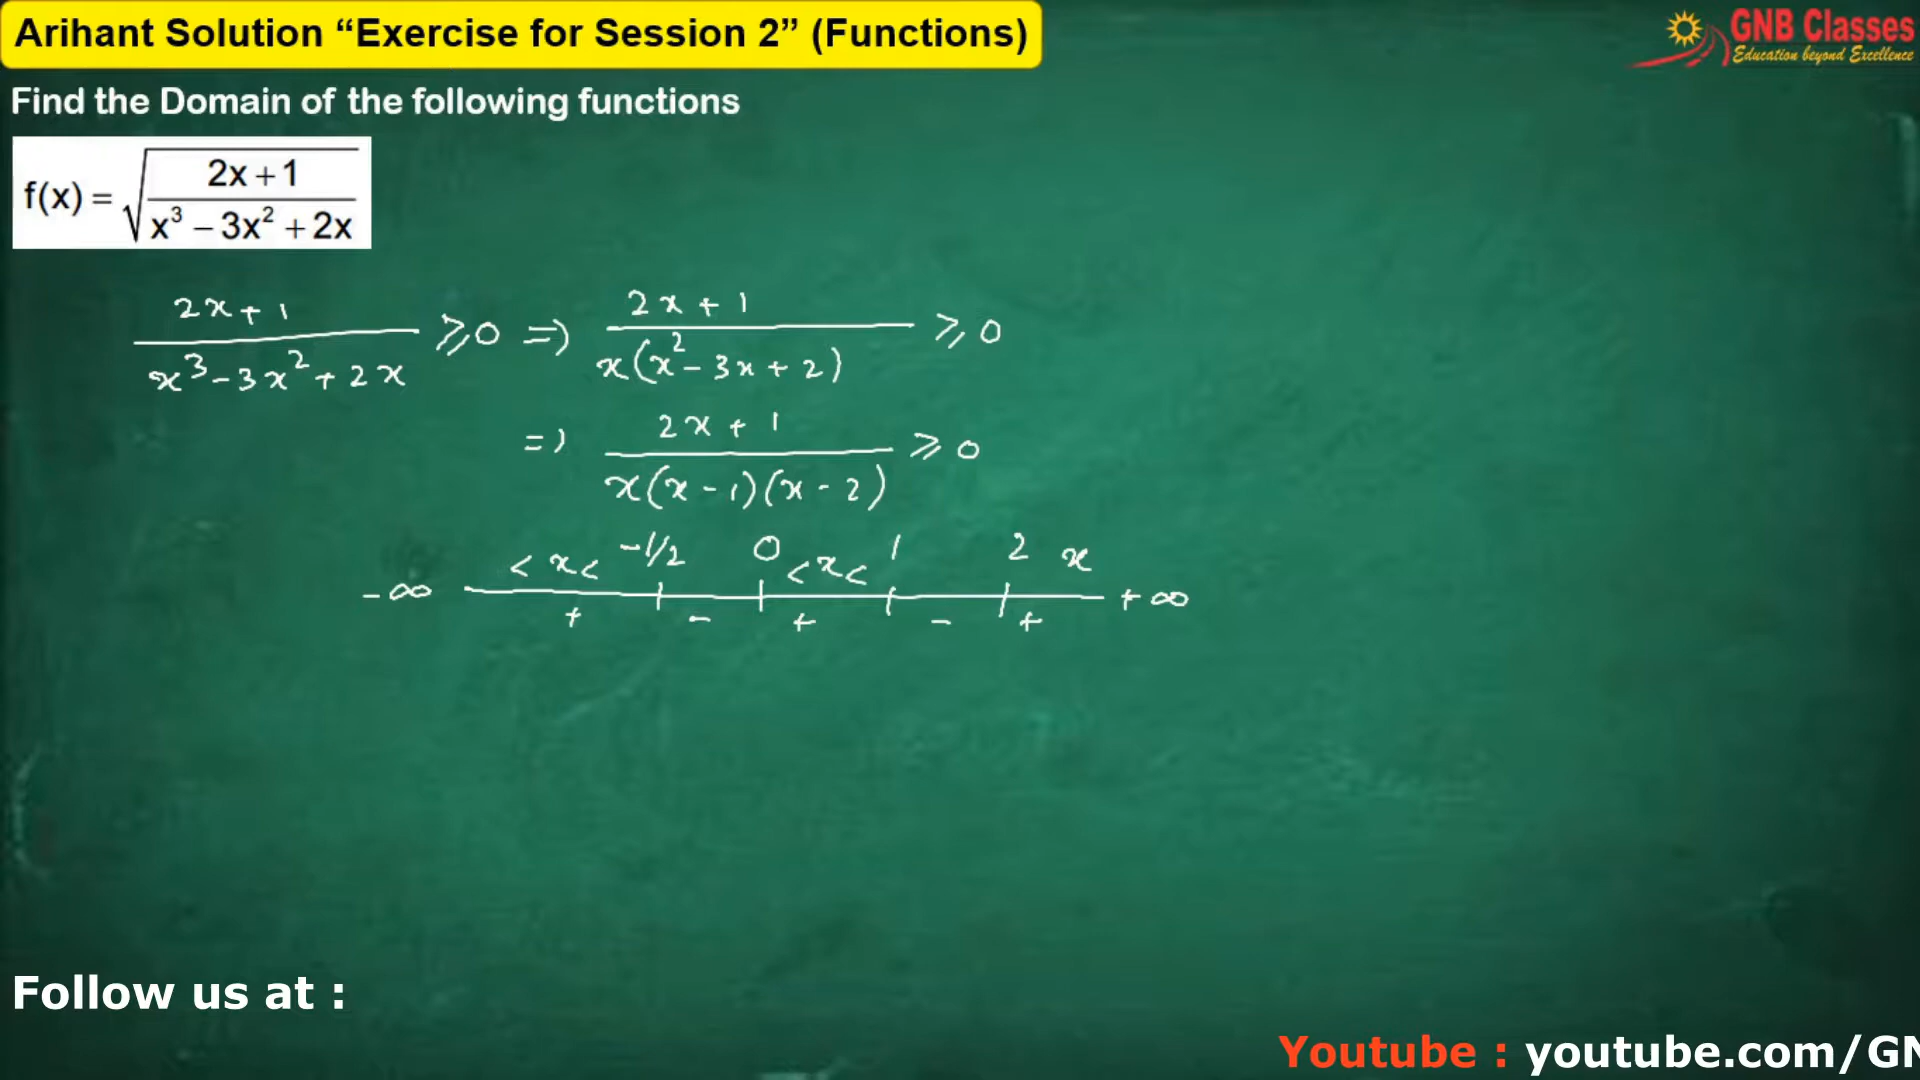 Arihant Solution “Exercise for Session 2” (Functions)
GNB Classes
Education beyond Excellence
Find the Domain of the following functions
f(x) = √((2x+1)/(x³ − 3x² + 2x))
(2x+1)/(x³-3x²+2x) ⩾0 => (2x+1)/(x(x²-3x+2)) ⩾0
=> (2x+1)/(x(x-1)(x-2)) ⩾0
< x < -1/2 0 < x < 1 2 x
-∞ +∞
+ - + - +
Follow us at :
Youtube : youtube.com/GN